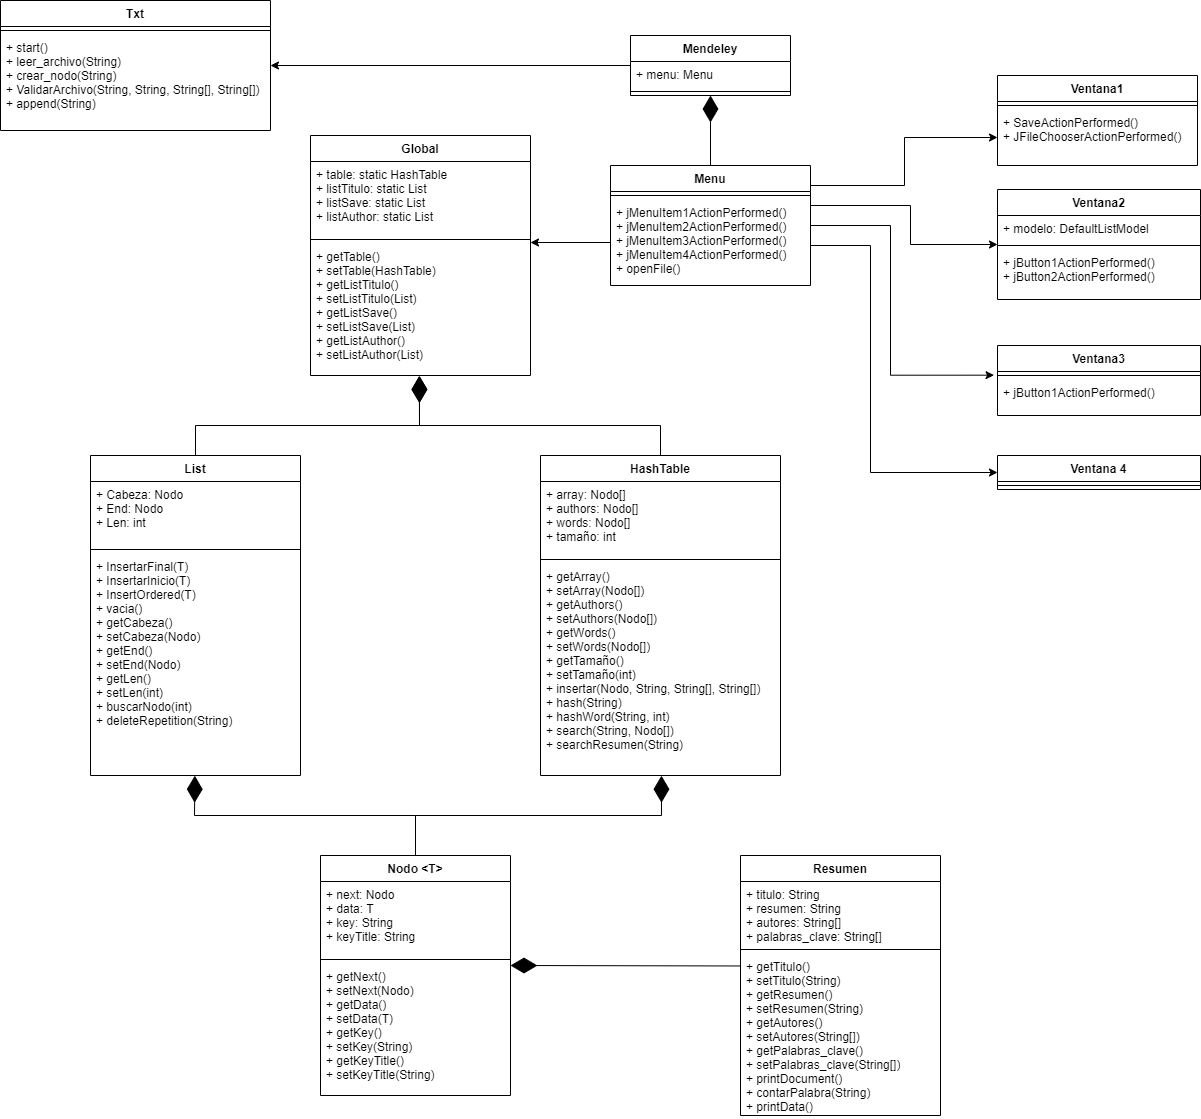 Txt
+ start()
+ leer_archivo(String)
+ crear_nodo(String)
+ ValidarArchivo(String, String, String[], String[])
+ append(String)
Mendeley
+ menu: Menu
Ventana1
+ SaveActionPerformed()
+ JFileChooserActionPerformed()
Global
+ table: static HashTable
+ listTitulo: static List
+ listSave: static List
+ listAuthor: static List
+ getTable()
+ setTable(HashTable)
+ getListTitulo()
+ setListTitulo(List)
+ getListSave()
+ setListSave(List)
+ getListAuthor()
+ setListAuthor(List)
Menu
+ jMenuItem1ActionPerformed()
+ jMenuItem2ActionPerformed()
+ jMenuItem3ActionPerformed()
+ jMenuItem4ActionPerformed()
+ openFile()
Ventana2
+ modelo: DefaultListModel
+ jButton1ActionPerformed()
+ jButton2ActionPerformed()
Ventana3
+ jButton1ActionPerformed()
Ventana 4
List
+ Cabeza: Nodo
+ End: Nodo
+ Len: int
+ InsertarFinal(T)
+ InsertarInicio(T)
+ InsertOrdered(T)
+ vacia()
+ getCabeza()
+ setCabeza(Nodo)
+ getEnd()
+ setEnd(Nodo)
+ getLen()
+ setLen(int)
+ buscarNodo(int)
+ deleteRepetition(String)
HashTable
+ array: Nodo[]
+ authors: Nodo[]
+ words: Nodo[]
+ tamaño: int
+ getArray()
+ setArray(Nodo[])
+ getAuthors()
+ setAuthors(Nodo[])
+ getWords()
+ setWords(Nodo[])
+ getTamaño()
+ setTamaño(int)
+ insertar(Nodo, String, String[], String[])
+ hash(String)
+ hashWord(String, int)
+ search(String, Nodo[])
+ searchResumen(String)
Nodo <T>
+ next: Nodo
+ data: T
+ key: String
+ keyTitle: String
+ getNext()
+ setNext(Nodo)
+ getData()
+ setData(T)
+ getKey()
+ setKey(String)
+ getKeyTitle()
+ setKeyTitle(String)
Resumen
+ titulo: String
+ resumen: String
+ autores: String[]
+ palabras_clave: String[]
+ getTitulo()
+ setTitulo(String)
+ getResumen()
+ setResumen(String)
+ getAutores()
+ setAutores(String[])
+ getPalabras_clave()
+ setPalabras_clave(String[])
+ printDocument()
+ contarPalabra(String)
+ printData()